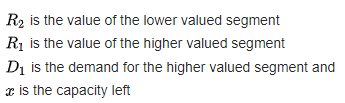 R₂ is the value of the lower valued segment
R₁ is the value of the higher valued segment
D₁ is the demand for the higher valued segment and
x is the capacity left